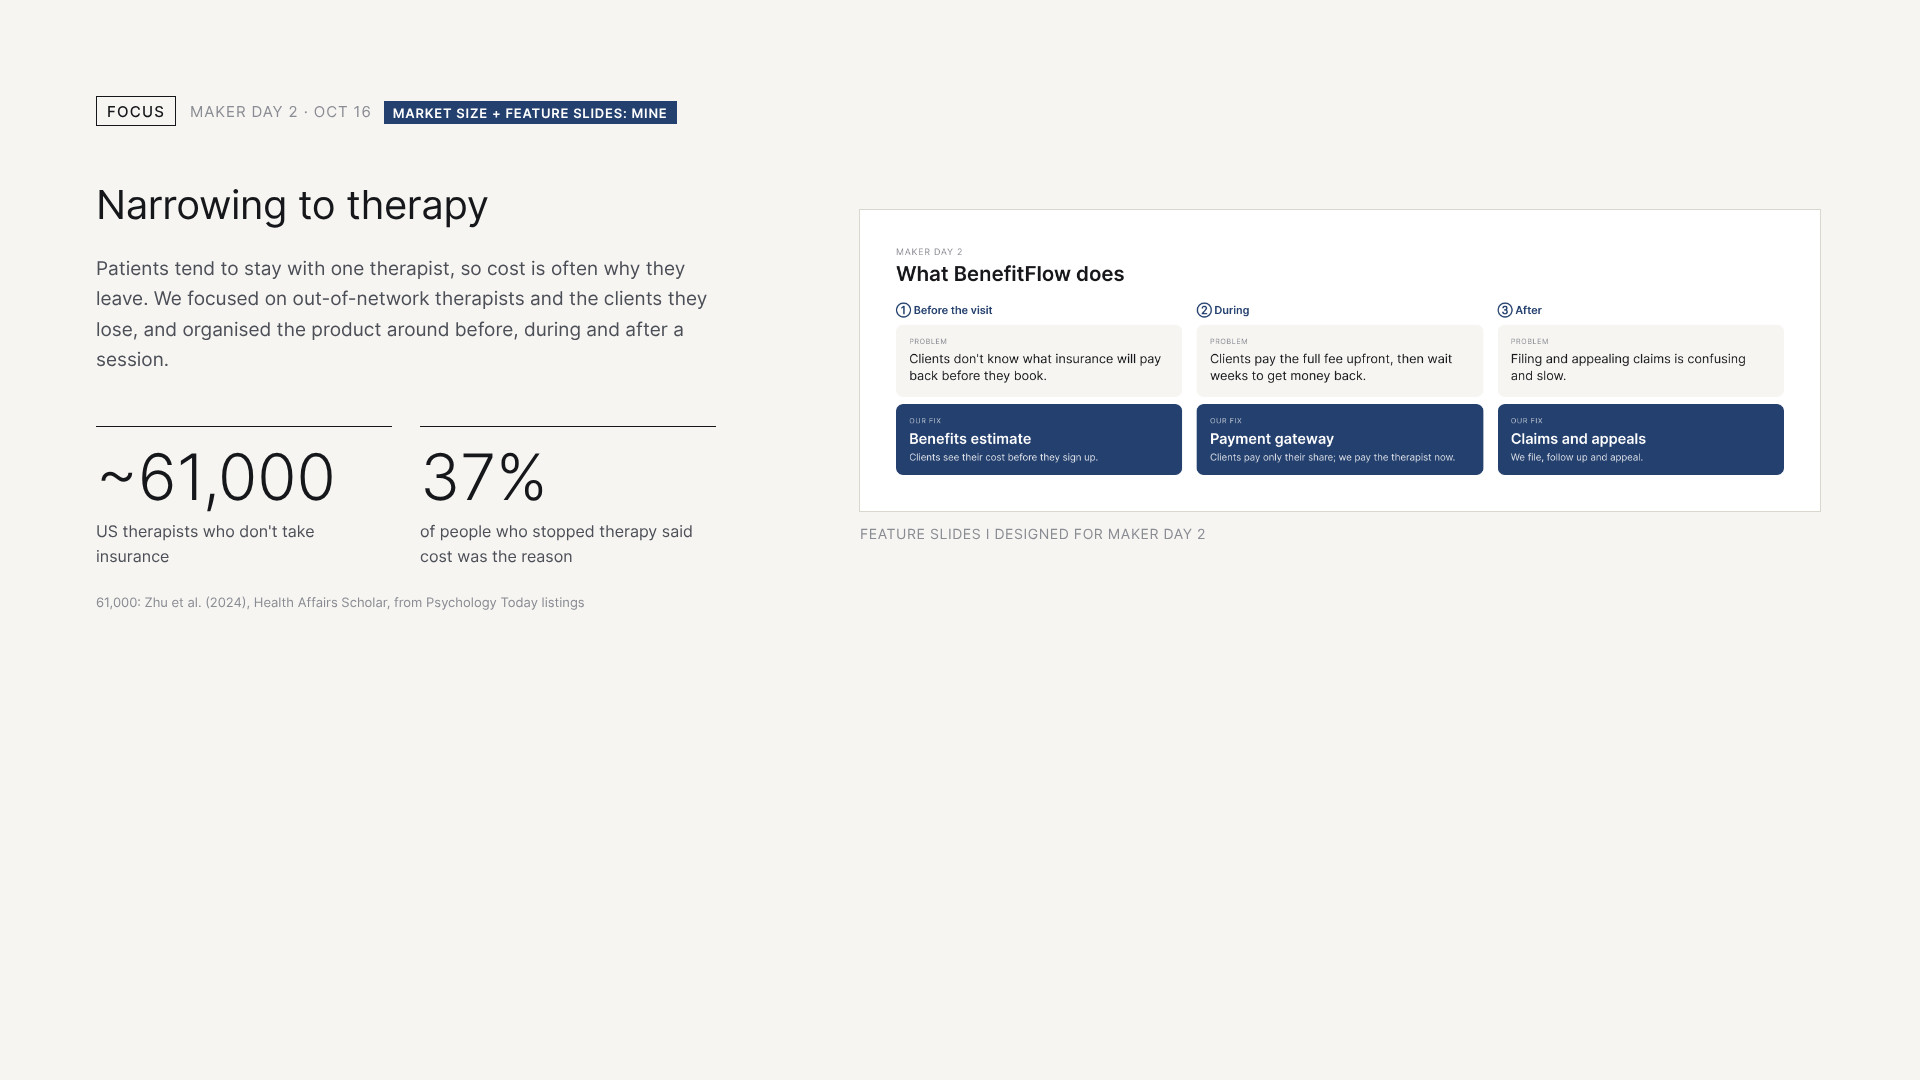 FOCUS MAKER DAY 2 · OCT 16 MARKET SIZE + FEATURE SLIDES: MINE
Narrowing to therapy
Patients tend to stay with one therapist, so cost is often why they
leave. We focused on out-of-network therapists and the clients they
lose, and organised the product around before, during and after a
session.
~61,000
US therapists who don't take
insurance
37%
of people who stopped therapy said
cost was the reason
61,000: Zhu et al. (2024), Health Affairs Scholar, from Psychology Today listings
MAKER DAY 2
What BenefitFlow does
1 Before the visit
PROBLEM
Clients don't know what insurance will pay
back before they book.
OUR FIX
Benefits estimate
Clients see their cost before they sign up.
2 During
PROBLEM
Clients pay the full fee upfront, then wait
weeks to get money back.
OUR FIX
Payment gateway
Clients pay only their share; we pay the therapist now.
3 After
PROBLEM
Filing and appealing claims is confusing
and slow.
OUR FIX
Claims and appeals
We file, follow up and appeal.
FEATURE SLIDES I DESIGNED FOR MAKER DAY 2